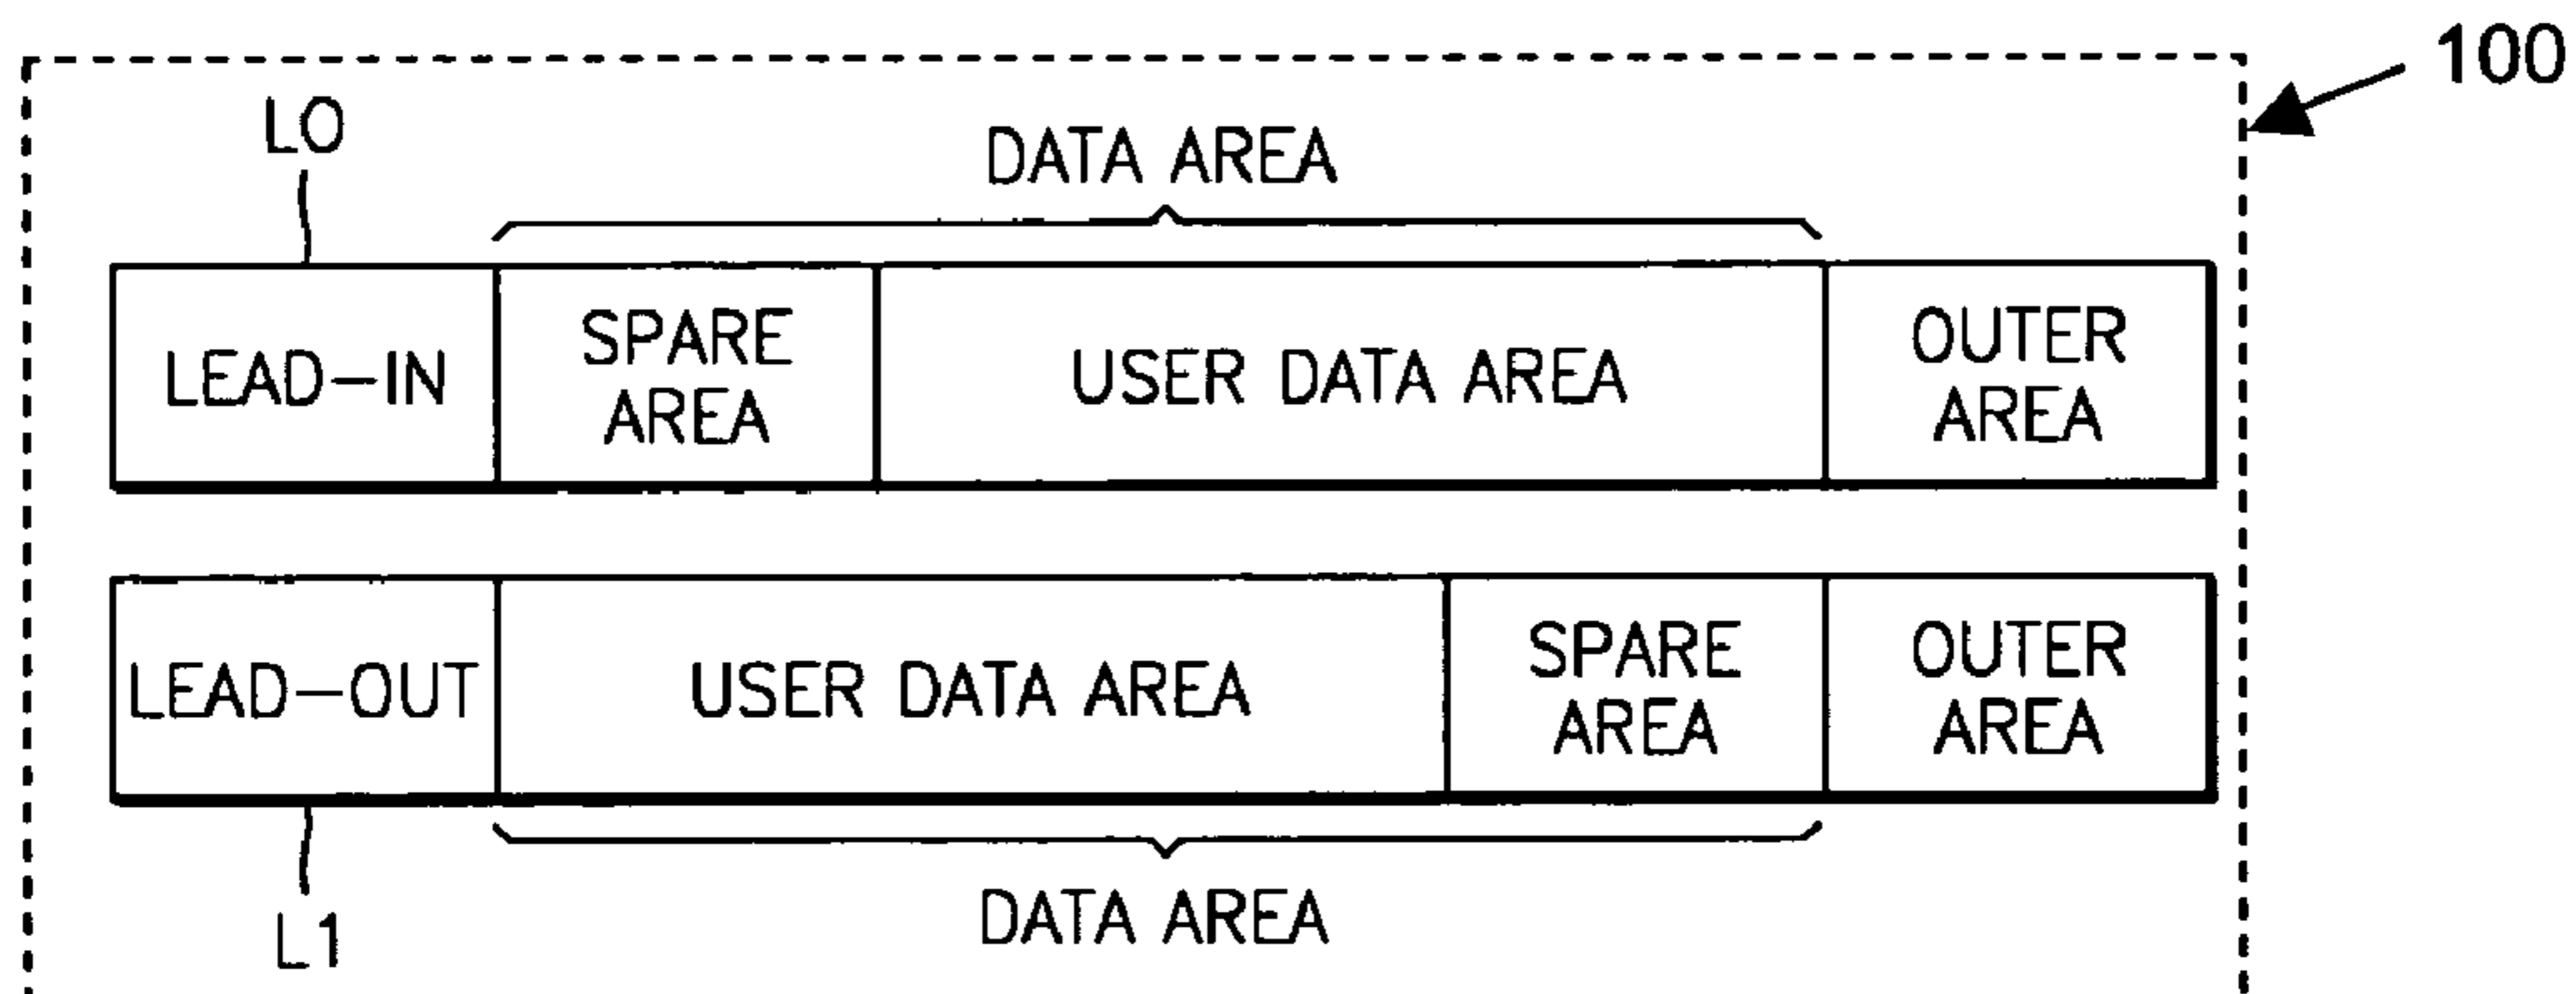 100
L0
DATA AREA
LEAD-IN
SPARE
AREA
USER DATA AREA
OUTER
AREA
LEAD-OUT
USER DATA AREA
SPARE
AREA
OUTER
AREA
L1
DATA AREA